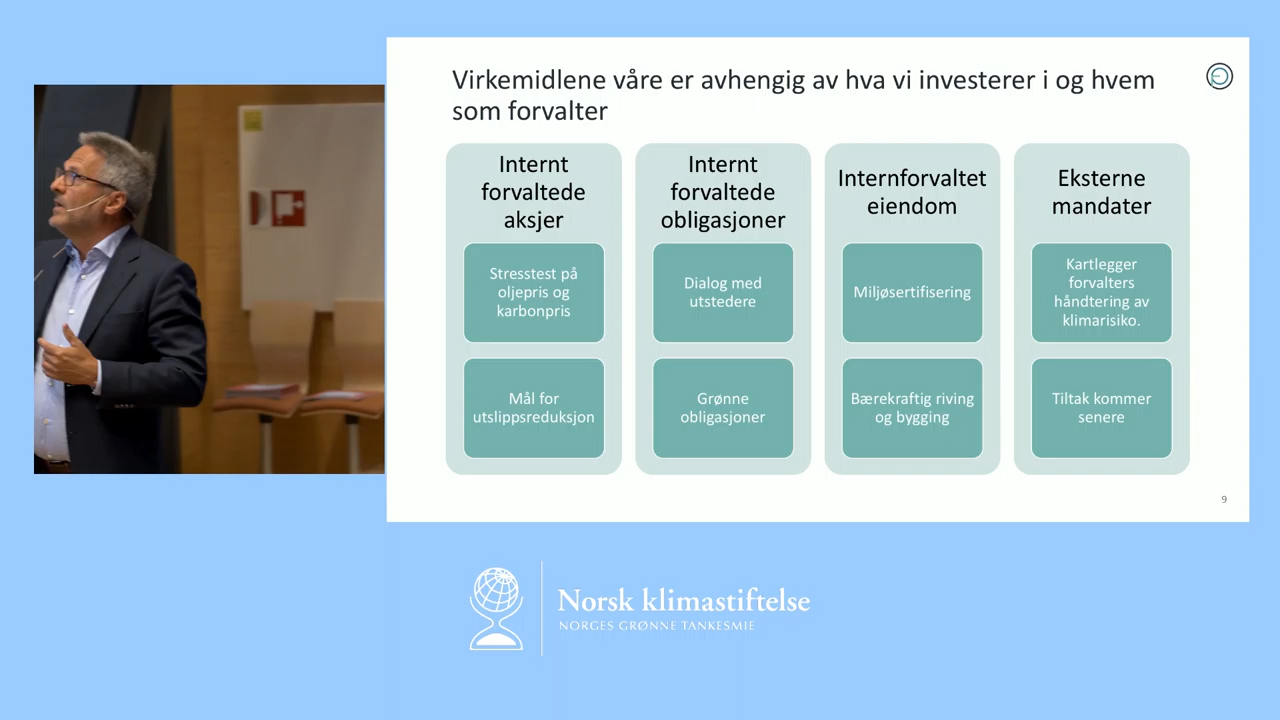 Virkemidlene våre er avhengig av hva vi investerer i og hvem
som forvalter
Internt
forvaltede
aksjer
Stresstest på
oljepris og
karbonpris
Mål for
utslippsreduksjon
Internt
forvaltede
obligasjoner
Dialog med
utstedere
Grønne
obligasjoner
Internforvaltet
eiendom
Miljøsertifisering
Bærekraftig riving
og bygging
Eksterne
mandater
Kartlegger
forvalters
håndtering av
klimarisiko.
Tiltak kommer
senere
9
Norsk klimastiftelse
NORGES GRØNNE TANKESMIE